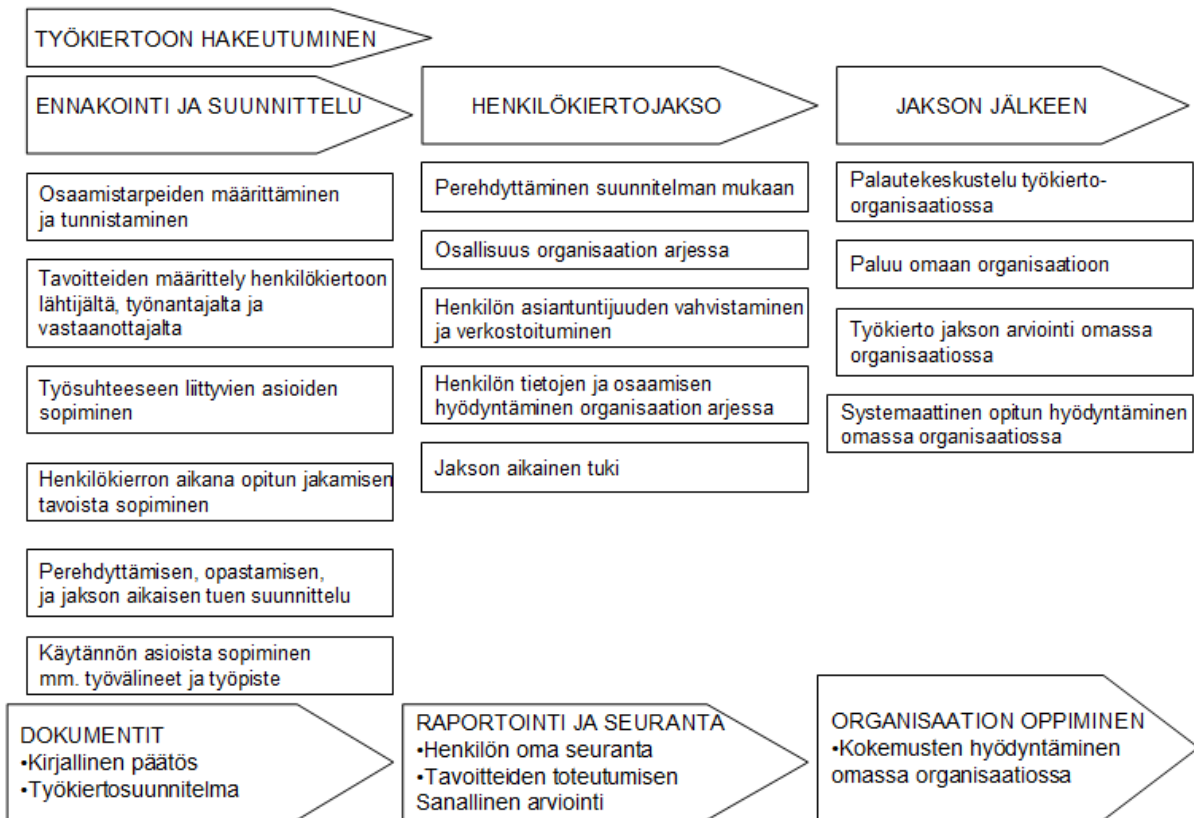 TYÖKIERTOON HAKEUTUMINEN
ENNAKOINTI JA SUUNNITTELU
Osaamistarpeiden määrittäminen
ja tunnistaminen
Tavoitteiden määrittely henkilökiertoon
lähtijältä, työnantajalta ja
vastaanottajalta
Työsuhteeseen liittyvien asioiden
sopiminen
Henkilökierron aikana opitun jakamisen
tavoista sopiminen
Perehdyttämisen, opastamisen,
ja jakson aikaisen tuen suunnittelu
Käytännön asioista sopiminen
mm. työvälineet ja työpiste
HENKILÖKIERTOJAKSO
Perehdyttäminen suunnitelman mukaan
Osallisuus organisaation arjessa
Henkilön asiantuntijuuden vahvistaminen
ja verkostoituminen
Henkilön tietojen ja osaamisen
hyödyntäminen organisaation arjessa
Jakson aikainen tuki
JAKSON JÄLKEEN
Palautekeskustelu työkierto-
organisaatiossa
Paluu omaan organisaatioon
Työkierto jakson arviointi omassa
organisaatiossa
Systemaattinen opitun hyödyntäminen
omassa organisaatiossa
DOKUMENTIT
•Kirjallinen päätös
•Työkiertosuunnitelma
RAPORTOINTI JA SEURANTA
•Henkilön oma seuranta
•Tavoitteiden toteutumisen
Sanallinen arviointi
ORGANISAATION OPPIMINEN
•Kokemusten hyödyntäminen
omassa organisaatiossa